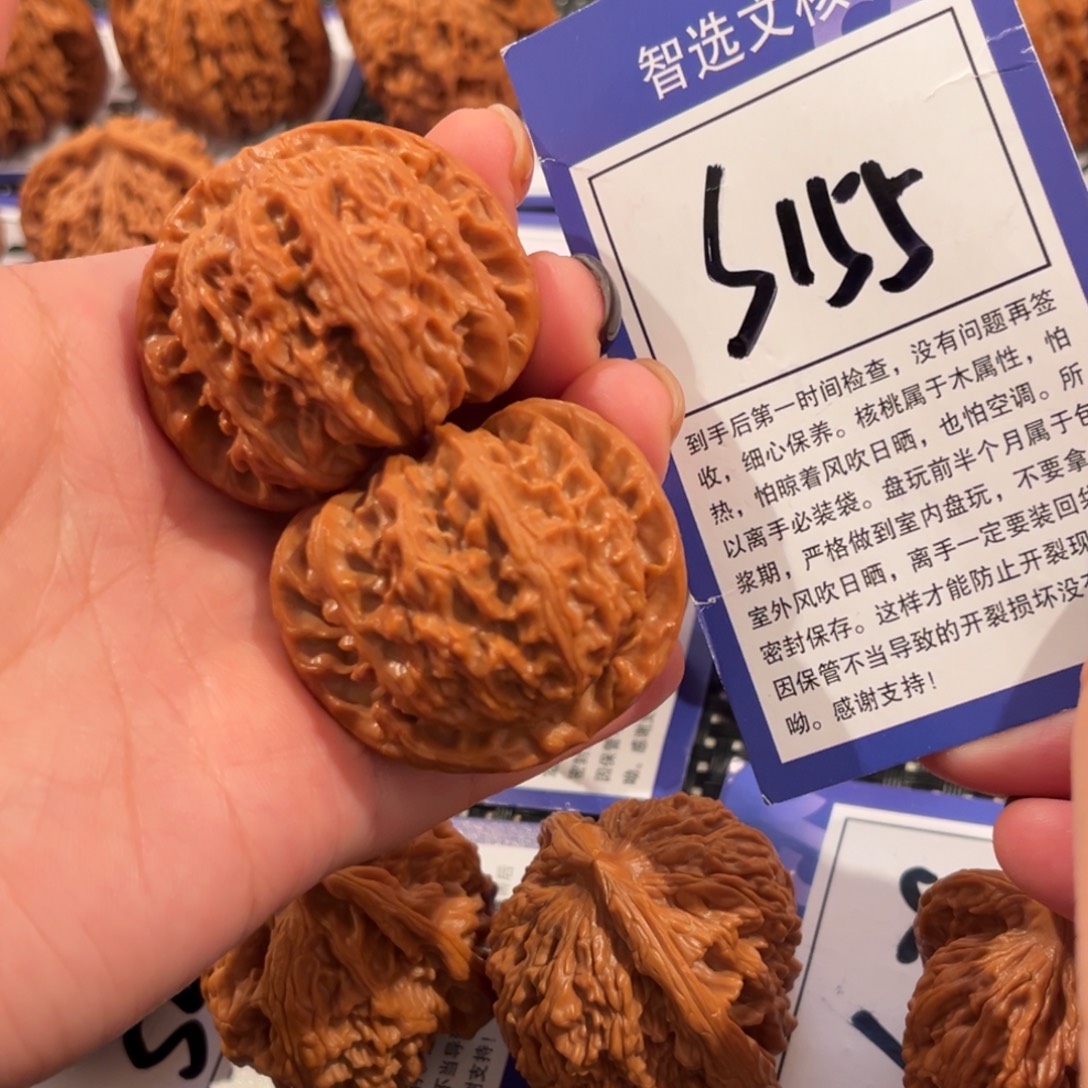 智选文核
5155
到手后第一时间检查，没有问题再签
收，细心保养。核桃属于木属性，怕
热，怕晾着风吹日晒，也怕空调。所
以离手必装袋。盘玩前半个月属于包
浆期，严格做到室内盘玩，不要拿
室外风吹日晒，离手一定要装回
密封保存。这样才能防止开裂现
因保管不当导致的开裂损坏没
呦。感谢支持！